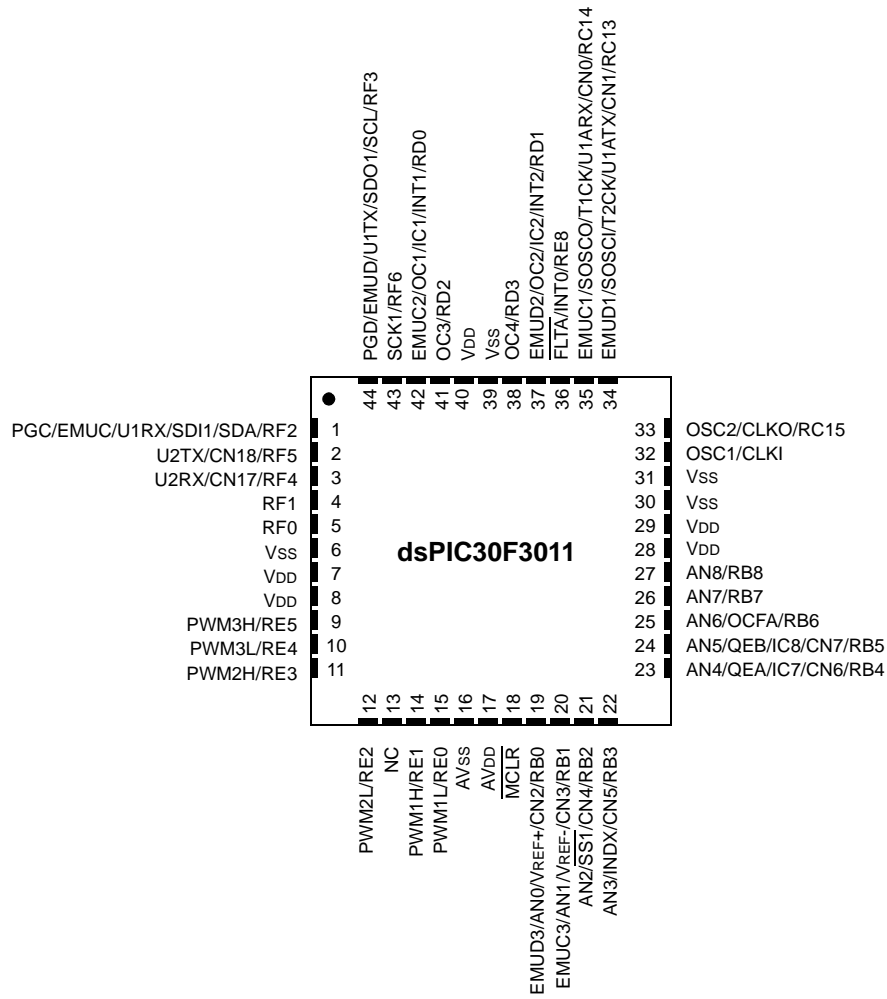 PGD/EMUD/U1TX/SDO1/SCL/RF3
SCK1/RF6
EMUC2/OC1/IC1/INT1/RD0
OC3/RD2
VDD
VSS
OC4/RD3
EMUD2/OC2/IC2/INT2/RD1
FLTA/INT0/RE8
EMUC1/SOSCO/T1CK/U1ARX/CN0/RC14
EMUD1/SOSCI/T2CK/U1ATX/CN1/RC13
44 43 42 41 40 39 38 37 36 35 34
PGC/EMUC/U1RX/SDI1/SDA/RF2 1
U2TX/CN18/RF5 2
U2RX/CN17/RF4 3
RF1 4
RF0 5
VSS 6
VDD 7
VDD 8
PWM3H/RE5 9
PWM3L/RE4 10
PWM2H/RE3 11
dsPIC30F3011
33 OSC2/CLKO/RC15
32 OSC1/CLKI
31 VSS
30 VSS
29 VDD
28 VDD
27 AN8/RB8
26 AN7/RB7
25 AN6/OCFA/RB6
24 AN5/QEB/IC8/CN7/RB5
23 AN4/QEA/IC7/CN6/RB4
12 13 14 15 16 17 18 19 20 21 22
PWM2L/RE2
NC
PWM1H/RE1
PWM1L/RE0
AVSS
AVDD
MCLR
EMUD3/AN0/VREF+/CN2/RB0
EMUC3/AN1/VREF-/CN3/RB1
AN2/SS1/CN4/RB2
AN3/INDX/CN5/RB3